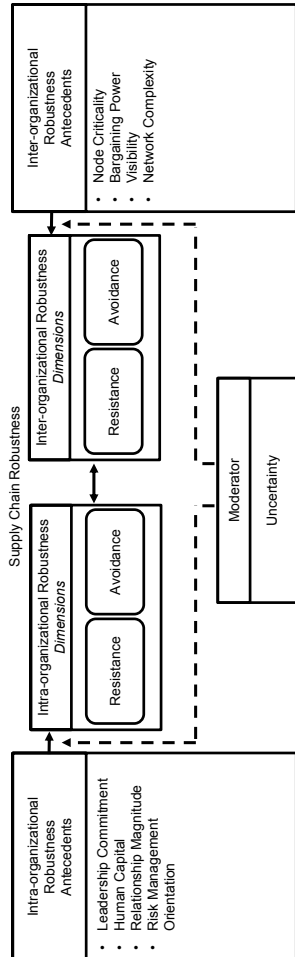 Supply Chain Robustness
Intra-organizational
Robustness
Antecedents
• Leadership Commitment
• Human Capital
• Relationship Magnitude
• Risk Management
Orientation
Intra-organizational Robustness
Dimensions
Resistance
Avoidance
Inter-organizational Robustness
Dimensions
Resistance
Avoidance
Inter-organizational
Robustness
Antecedents
• Node Criticality
• Bargaining Power
• Visibility
• Network Complexity
Moderator
Uncertainty